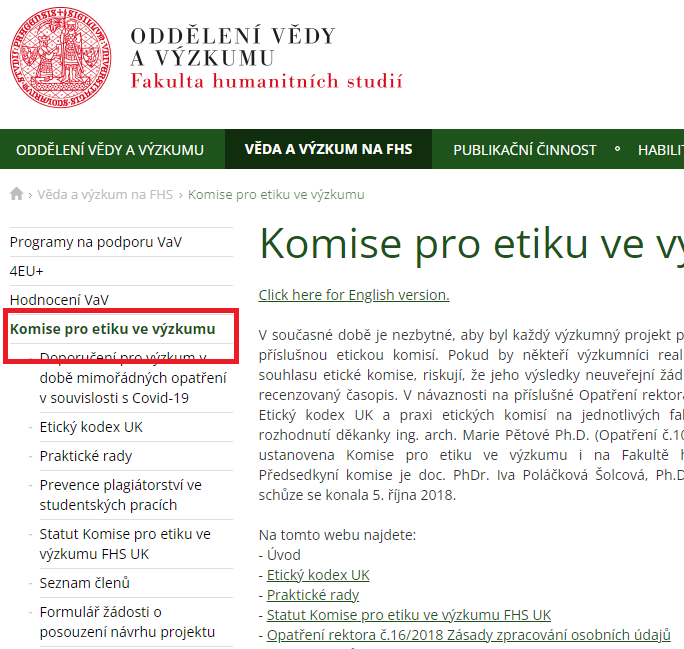 ODDĚLENÍ VĚDY
A VÝZKUMU
Fakulta humanitních studií
ODDĚLENÍ VĚDY A VÝZKUMU VĚDA A VÝZKUM NA FHS PUBLIKAČNÍ ČINNOST HABILI
› Věda a výzkum na FHS › Komise pro etiku ve výzkumu
Programy na podporu VaV
4EU+
Hodnocení VaV
Komise pro etiku ve výzkumu
- Doporučení pro výzkum v
době mimořádných opatření
v souvislosti s Covid-19
- Etický kodex UK
- Praktické rady
- Prevence plagiátorství ve
studentských pracích
- Statut Komise pro etiku ve
výzkumu FHS UK
- Seznam členů
- Formulář žádosti o
posouzení návrhu projektu
Komise pro etiku ve vý
Click here for English version.
V současné době je nezbytné, aby byl každý výzkumný projekt p
příslušnou etickou komisí. Pokud by někteří výzkumníci real
souhlasu etické komise, riskují, že jeho výsledky neuveřejní žád
recenzovaný časopis. V návaznosti na příslušné Opatření rektora
Etický kodex UK a praxi etických komisí na jednotlivých fa
rozhodnutí děkanky ing. arch. Marie Pětové Ph.D. (Opatření č.10
ustanovena Komise pro etiku ve výzkumu i na Fakultě h
Předsedkyní komise je doc. PhDr. Iva Poláčková Šolcová, Ph.D
schůze se konala 5. října 2018.
Na tomto webu najdete:
- Úvod
- Etický kodex UK
- Praktické rady
- Statut Komise pro etiku ve výzkumu FHS UK
- Opatření rektora č.16/2018 Zásady zpracování osobních údajů